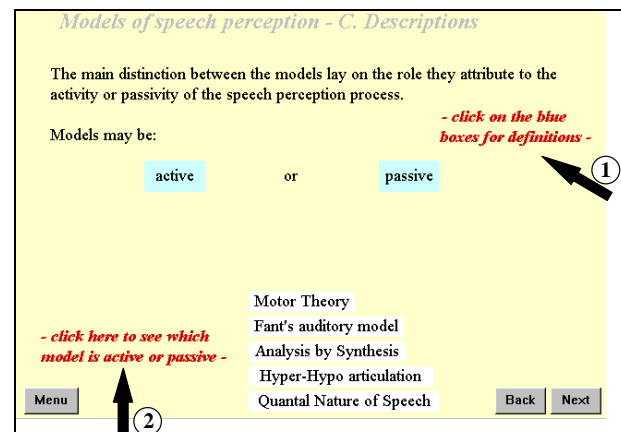 Models of speech perception - C. Descriptions
The main distinction between the models lay on the role they attribute to the
activity or passivity of the speech perception process.
- click on the blue
boxes for definitions -
Models may be:
1
active or passive
Motor Theory
Fant's auditory model
- click here to see which
model is active or passive -
Analysis by Synthesis
Hyper-Hypo articulation
Quantal Nature of Speech
Menu
Back Next
2